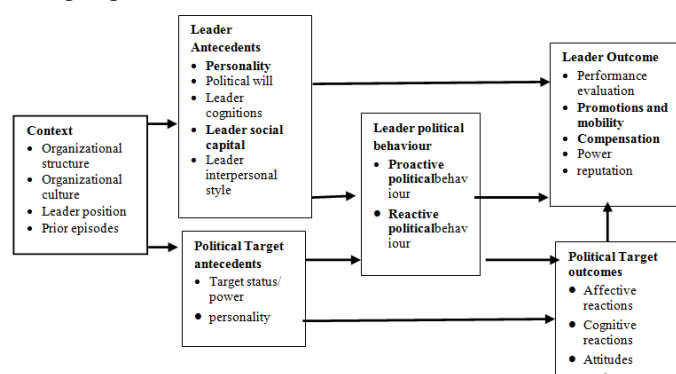 Context
• Organizational
structure
• Organizational
culture
• Leader position
• Prior episodes
Leader
Antecedents
• Personality
• Political will
• Leader
cognitions
• Leader social
capital
• Leader
interpersonal
style
Political Target
antecedents
• Target status/
power
• personality
Leader political
behaviour
• Proactive
politicalbehav
iour
• Reactive
politicalbehav
iour
Leader Outcome
• Performance
evaluation
• Promotions and
mobility
• Compensation
• Power
• reputation
Political Target
outcomes
• Affective
reactions
• Cognitive
reactions
• Attitudes